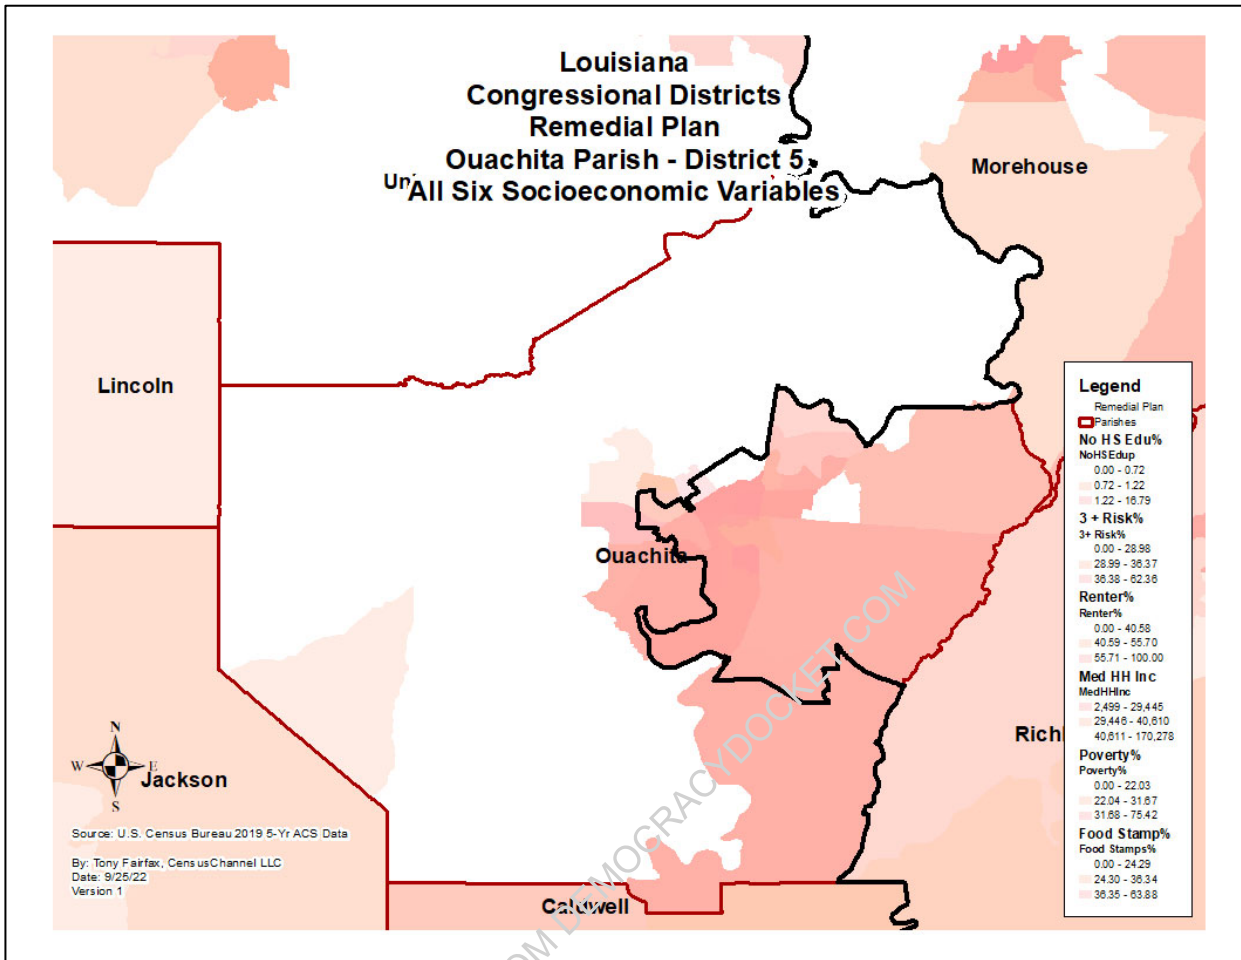 Louisiana
Congressional Districts
Remedial Plan
Ouachita Parish - District 5
All Six Socioeconomic Variables
Morehouse
Lincoln
Ouachita
Jackson
Caldwell
N
W E
S
Source: U.S. Census Bureau 2019 5-Yr ACS Data
By: Tony Fairfax, CensusChannel LLC
Date: 9/25/22
Version 1
Legend
Remedial Plan
Parishes
No HS Edu%
NoHSEdup
0.00 - 0.72
0.72 - 1.22
1.22 - 16.79
3 + Risk%
3+ Risk%
0.00 - 28.98
28.99 - 36.37
36.38 - 62.36
Renter%
Renter%
0.00 - 40.58
40.59 - 55.70
55.71 - 100.00
Med HH Inc
MedHHInc
2,499 - 29,445
29,446 - 40,610
40,611 - 170,278
Poverty%
Poverty%
0.00 - 22.03
22.04 - 31.67
31.68 - 75.42
Food Stamp%
Food Stamps%
0.00 - 24.29
24.30 - 36.34
36.35 - 63.88
OM DEMOCRACYDOCKET.COM